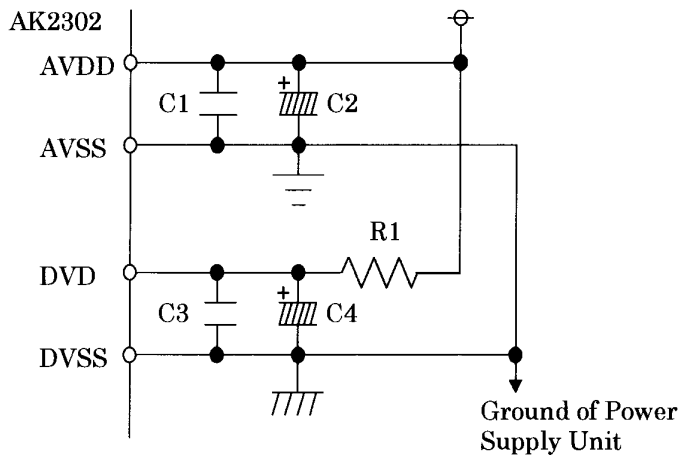 AK2302
AVDD
C1
+
C2
AVSS
R1
DVD
C3
+
C4
DVSS
Ground of Power
Supply Unit